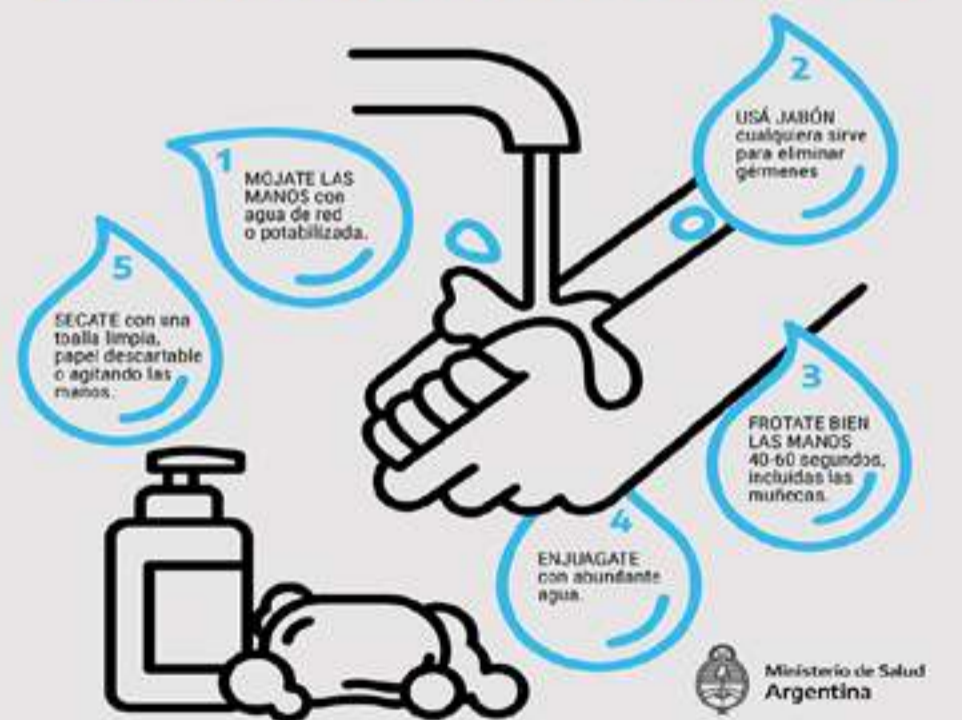 1
MOJATE LAS
MANOS con
agua de red
o potabilizada.
2
USÁ JABÓN
cualquiera sirve
para eliminar
gérmenes
3
FROTATE BIEN
LAS MANOS
40-60 segundos,
incluidas las
muñecas.
4
ENJUAGATE
con abundante
agua.
5
SECATE con una
toalla limpia,
papel descartable
o agitando las
manos.
Ministerio de Salud
Argentina